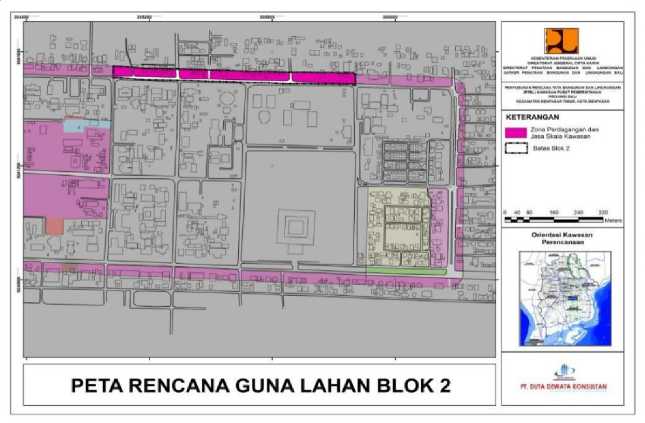 KEMENTERIAN PEKERJAAN UMUM
DIREKTORAT JENDERAL CIPTA KARYA
DIREKTORAT PENATAAN BANGUNAN DAN LINGKUNGAN
SATKER PENATAAN BANGUNAN DAN LINGKUNGAN BALI
PENYUSUNAN RENCANA TATA BANGUNAN DAN LINGKUNGAN
(RTBL) KAWASAN PUSAT PEMERINTAHAN
PROVINSI BALI
KECAMATAN DENPASAR TIMUR, KOTA DENPASAR
KETERANGAN
Zona Perdagangan dan
Jasa Skala Kawasan
Batas Blok 2
0 40 80 160 240 320
Meters
Orientasi Kawasan
Perencanaan
PT. DUTA DEWATA KONSULTAN
PETA RENCANA GUNA LAHAN BLOK 2